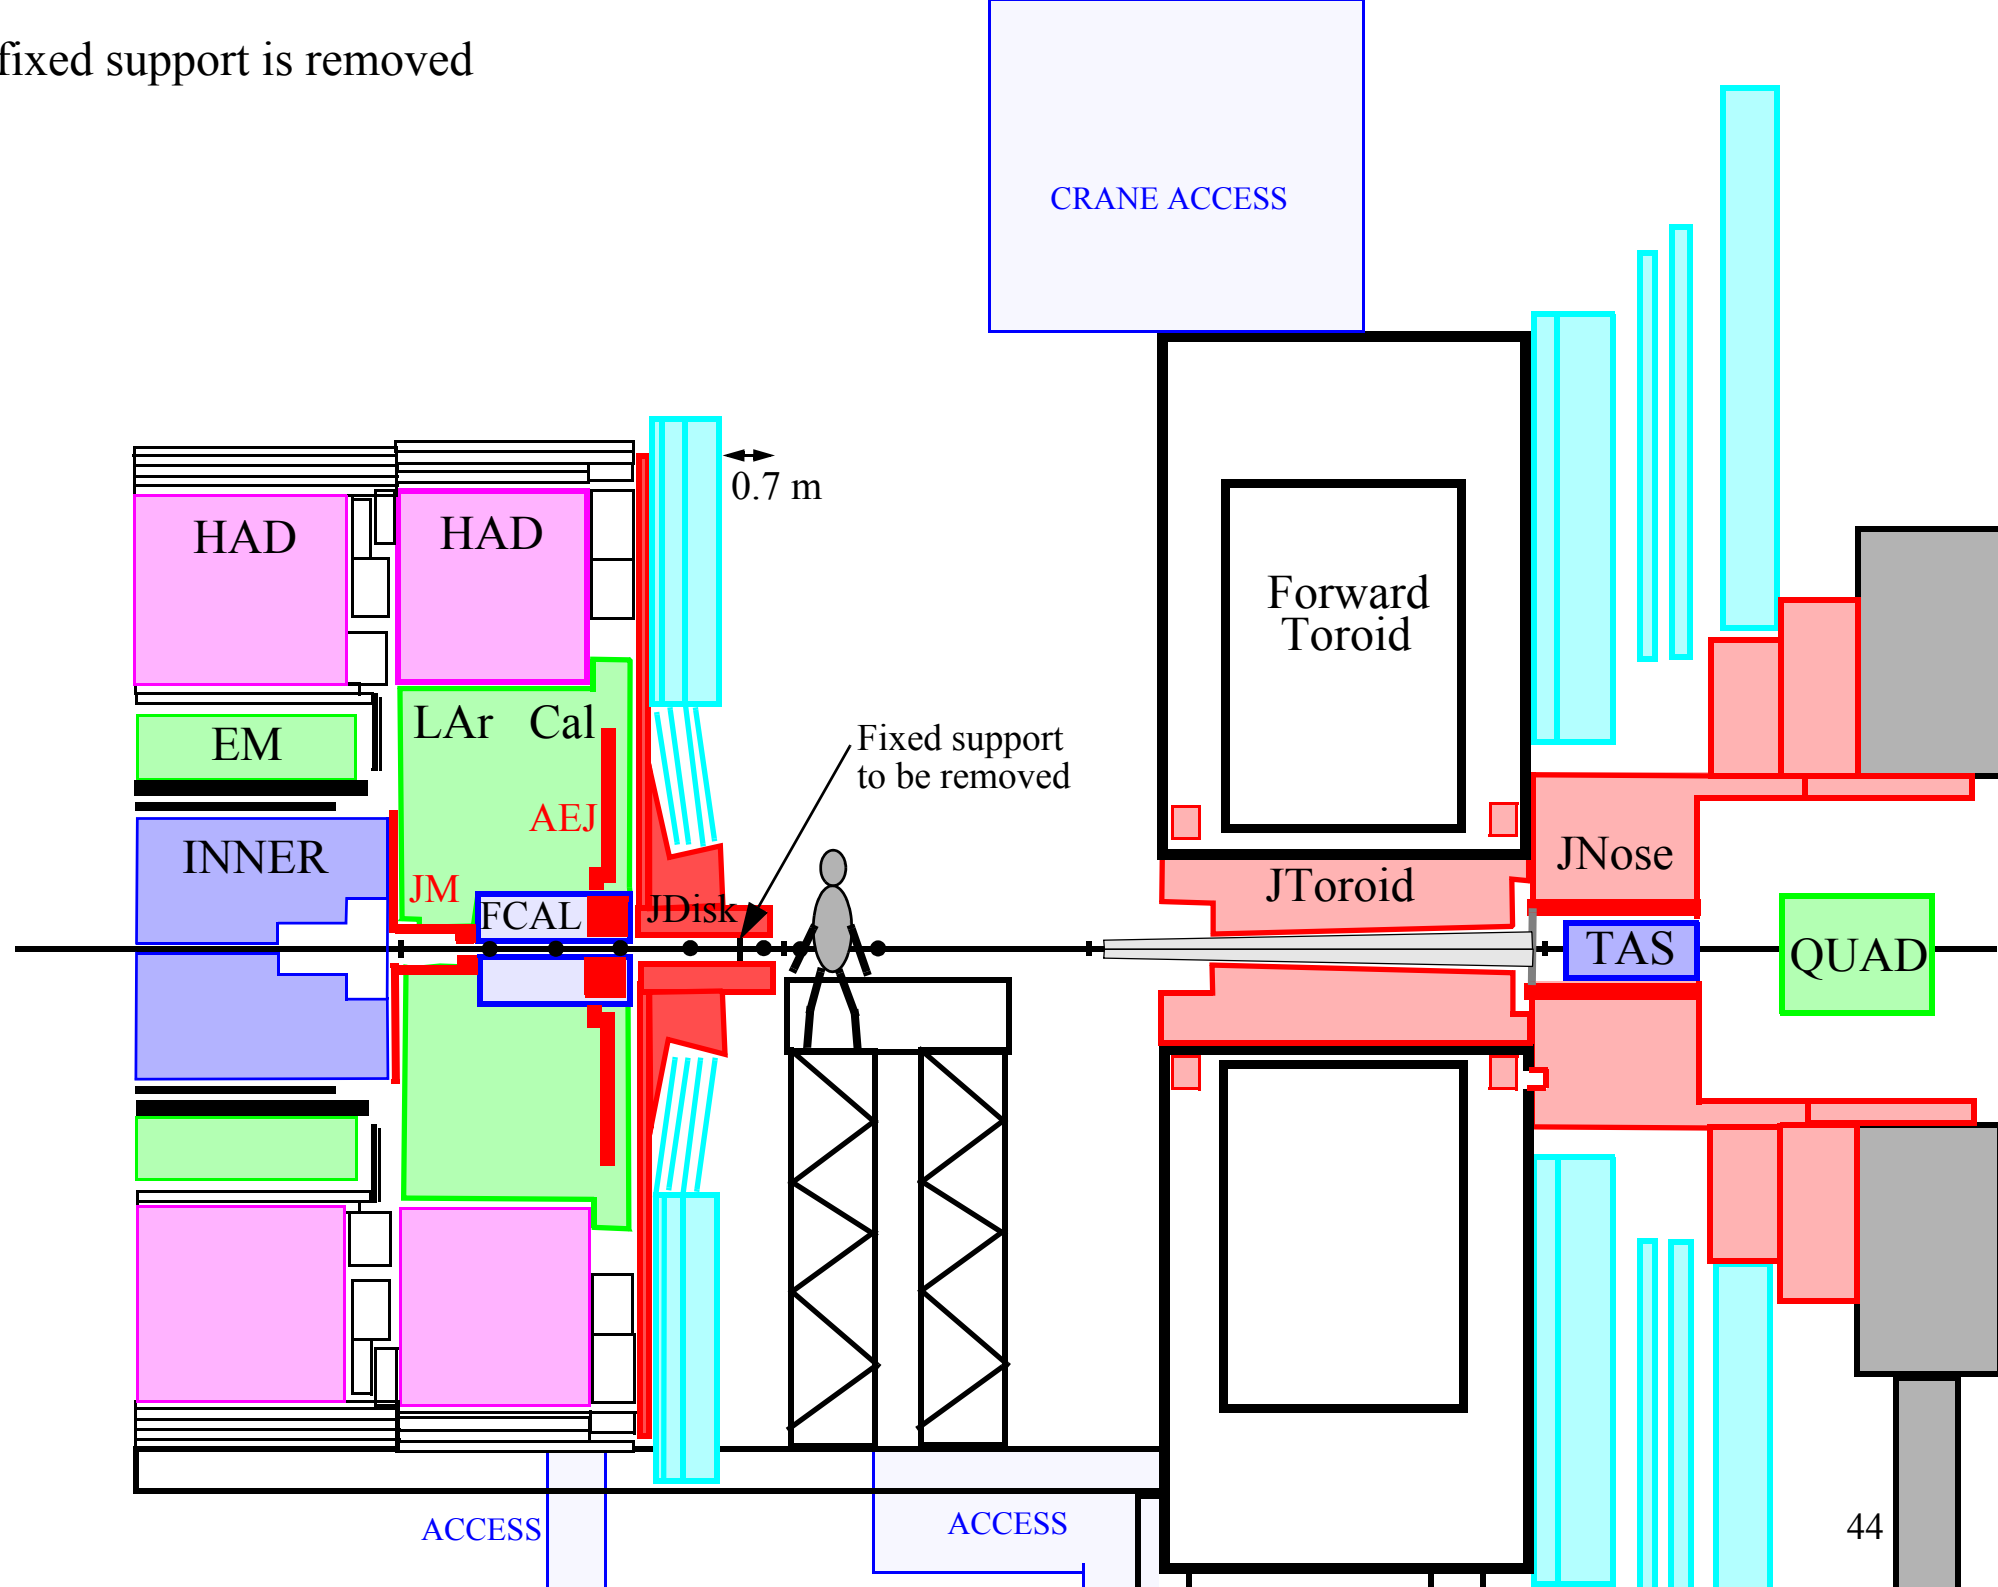 fixed support is removed
CRANE ACCESS
0.7 m
HAD
HAD
Forward
Toroid
LAr Cal
EM
Fixed support
to be removed
AEJ
INNER
JM
FCAL
JDisk
JToroid
JNose
TAS
QUAD
ACCESS
ACCESS
44